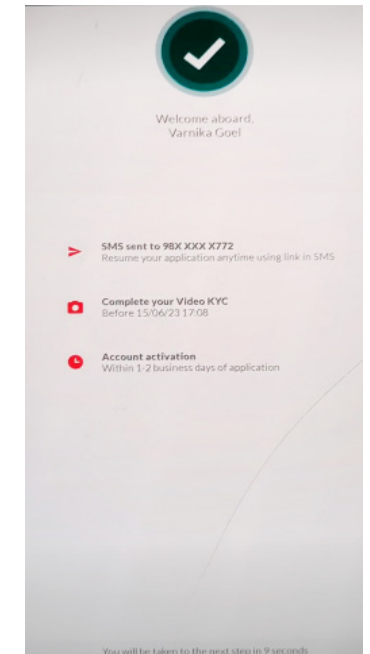 Welcome aboard,
Varnika Goel
SMS sent to 98X XXX X772
Resume your application anytime using link in SMS
Complete your Video KYC
Before 15/06/23 17:08
Account activation
Within 1-2 business days of application
You will be taken to the next step in 9 seconds